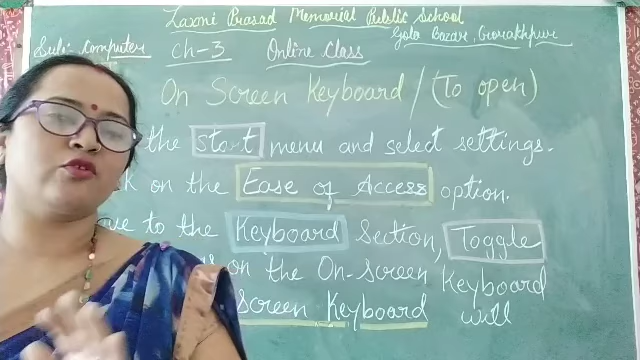 Laxmi Prasad Memorial Public School
Gola Bazar, Gorakhpur
Sub: Computer Ch-3 Online Class
On Screen Keyboard / (To open)
the start menu and select settings.
on the Ease of Access option.
to the Keyboard Section, Toggle
on the On-screen Keyboard
Screen Keyboard will